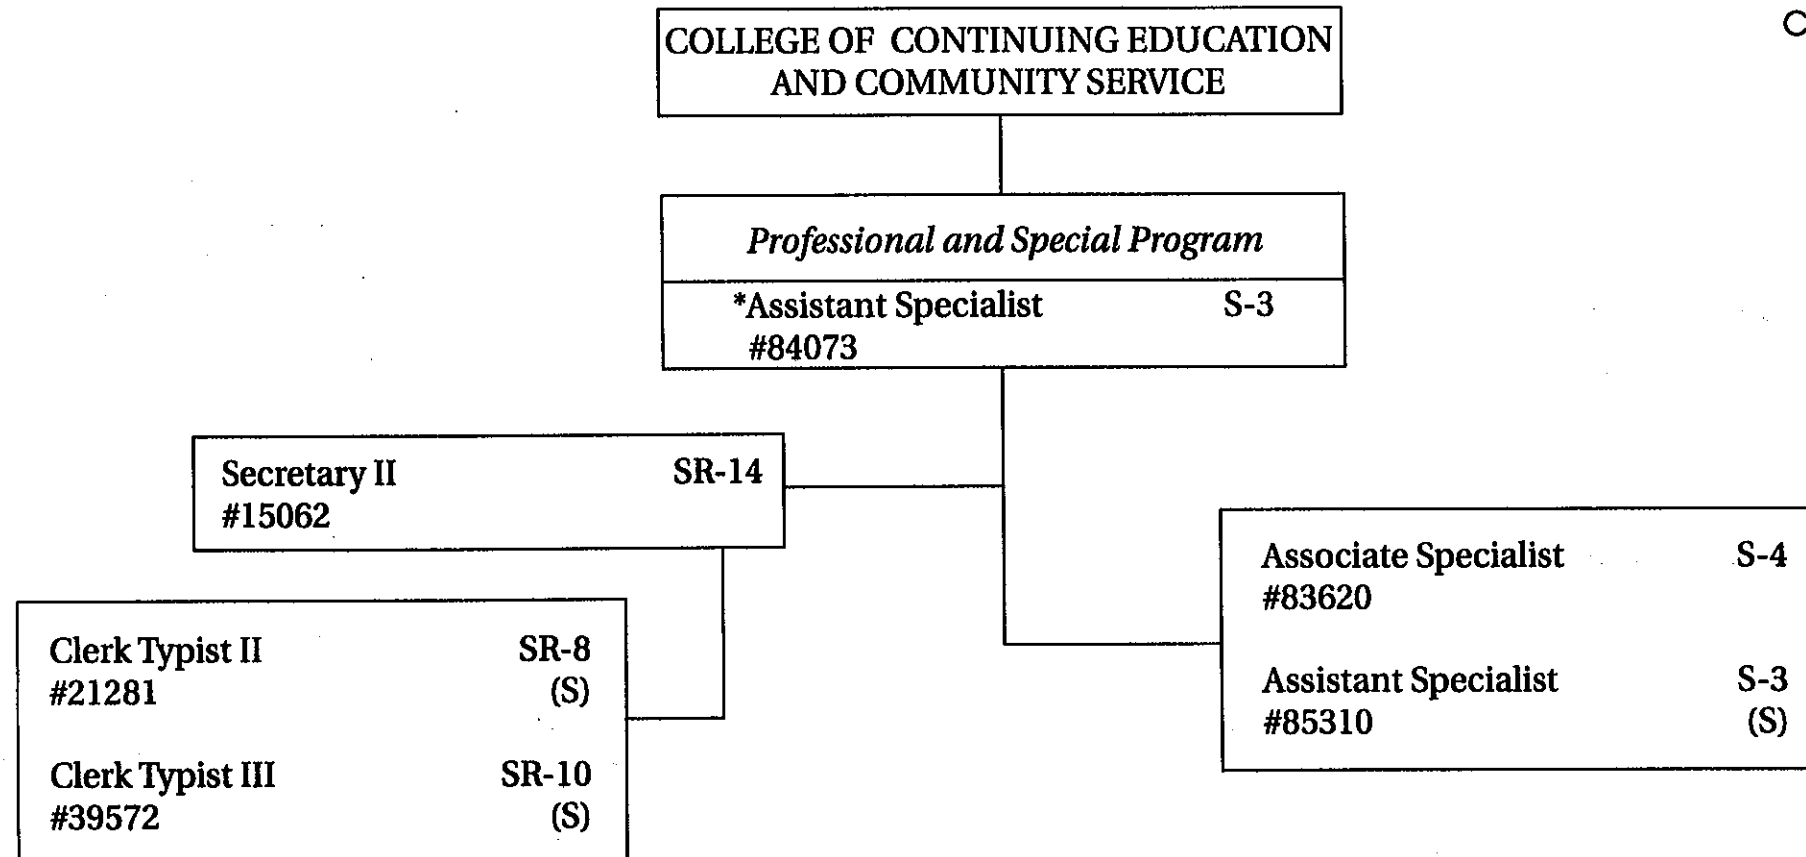 COLLEGE OF CONTINUING EDUCATION
AND COMMUNITY SERVICE
Professional and Special Program
*Assistant Specialist S-3
#84073
Secretary II SR-14
#15062
Associate Specialist S-4
#83620
Assistant Specialist S-3
#85310 (S)
Clerk Typist II SR-8
#21281 (S)
Clerk Typist III SR-10
#39572 (S)